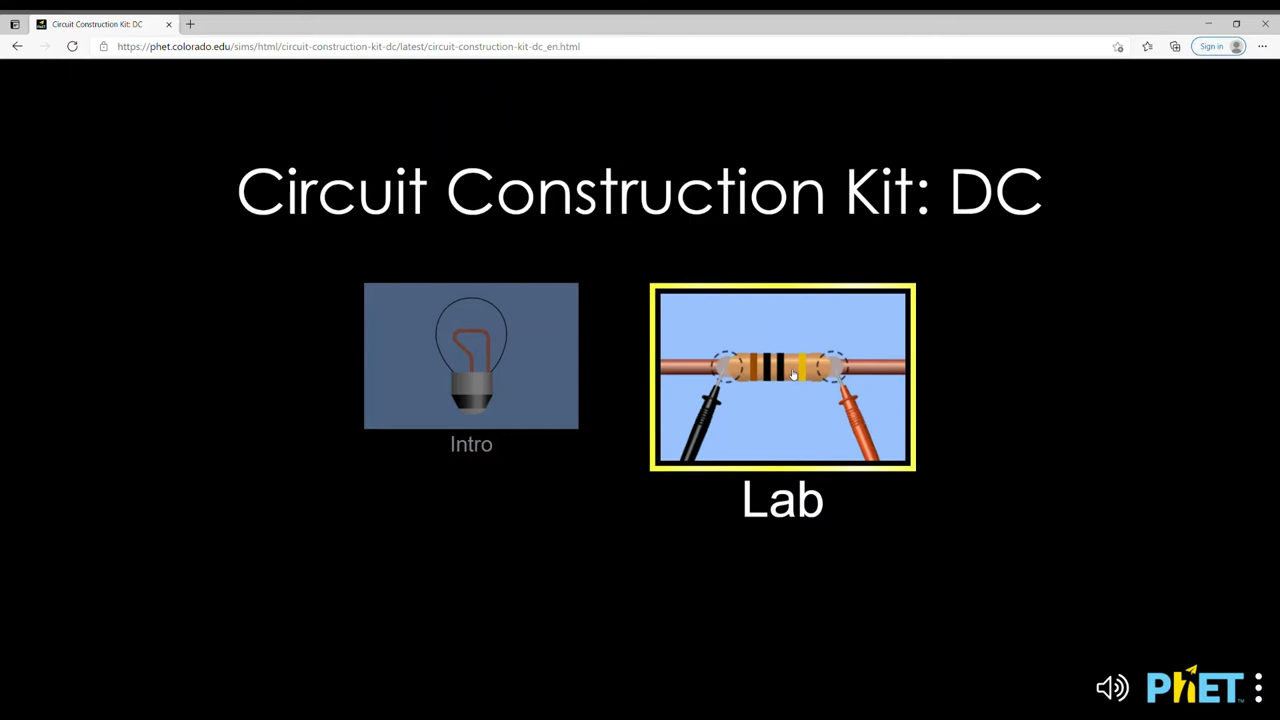 Circuit Construction Kit: DC
https://phet.colorado.edu/sims/html/circuit-construction-kit-dc/latest/circuit-construction-kit-dc_en.html
Sign in
Circuit Construction Kit: DC
Intro
Lab
PhET